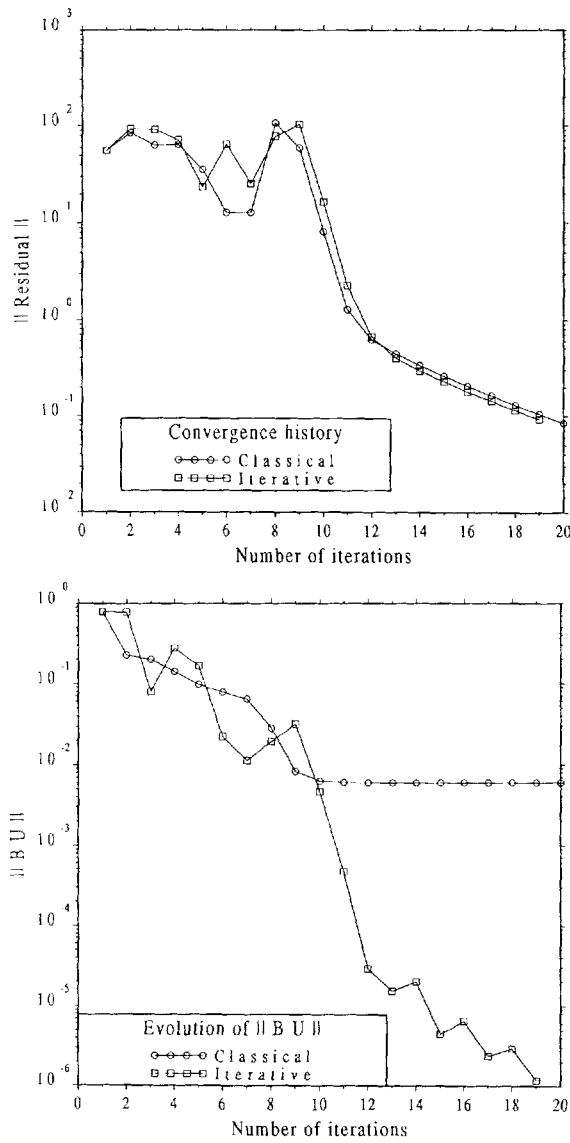 10 3
10 2
10 1
10 0
10 -1
10 -2
|| Residual ||
Convergence history
Classical
Iterative
0 2 4 6 8 10 12 14 16 18 20
Number of iterations
10 0
10 -1
10 -2
10 -3
10 -4
10 -5
10 -6
|| B U ||
Evolution of || B U ||
Classical
Iterative
0 2 4 6 8 10 12 14 16 18 20
Number of iterations